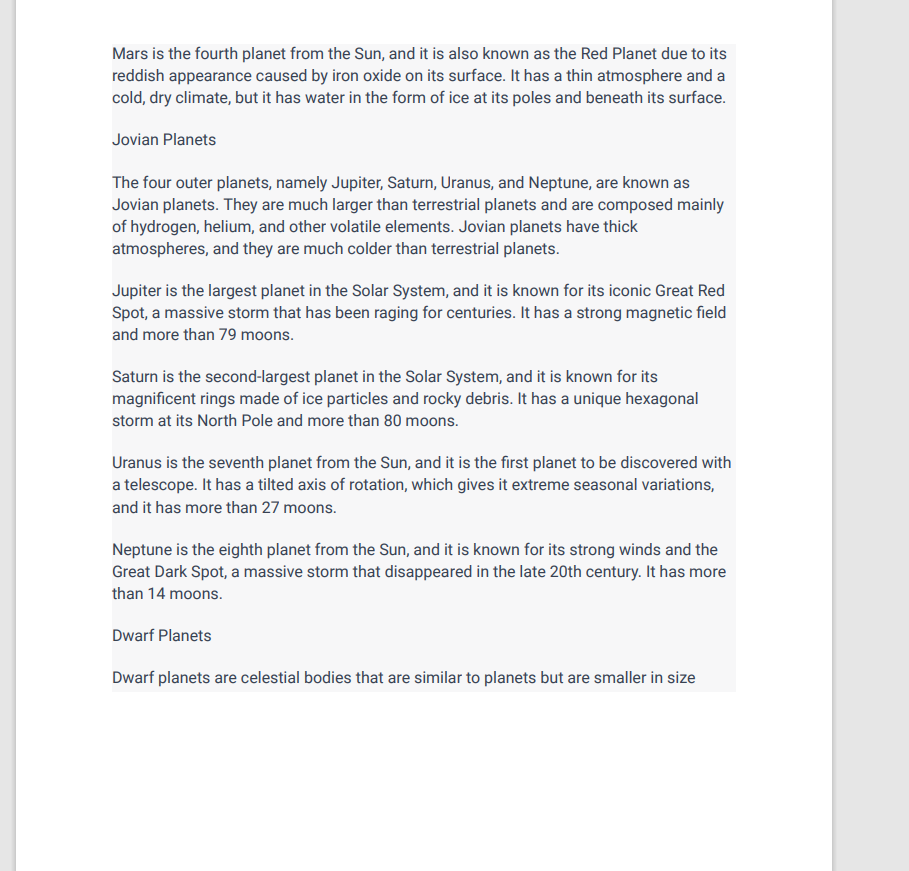 Mars is the fourth planet from the Sun, and it is also known as the Red Planet due to its
reddish appearance caused by iron oxide on its surface. It has a thin atmosphere and a
cold, dry climate, but it has water in the form of ice at its poles and beneath its surface.
Jovian Planets
The four outer planets, namely Jupiter, Saturn, Uranus, and Neptune, are known as
Jovian planets. They are much larger than terrestrial planets and are composed mainly
of hydrogen, helium, and other volatile elements. Jovian planets have thick
atmospheres, and they are much colder than terrestrial planets.
Jupiter is the largest planet in the Solar System, and it is known for its iconic Great Red
Spot, a massive storm that has been raging for centuries. It has a strong magnetic field
and more than 79 moons.
Saturn is the second-largest planet in the Solar System, and it is known for its
magnificent rings made of ice particles and rocky debris. It has a unique hexagonal
storm at its North Pole and more than 80 moons.
Uranus is the seventh planet from the Sun, and it is the first planet to be discovered with
a telescope. It has a tilted axis of rotation, which gives it extreme seasonal variations,
and it has more than 27 moons.
Neptune is the eighth planet from the Sun, and it is known for its strong winds and the
Great Dark Spot, a massive storm that disappeared in the late 20th century. It has more
than 14 moons.
Dwarf Planets
Dwarf planets are celestial bodies that are similar to planets but are smaller in size